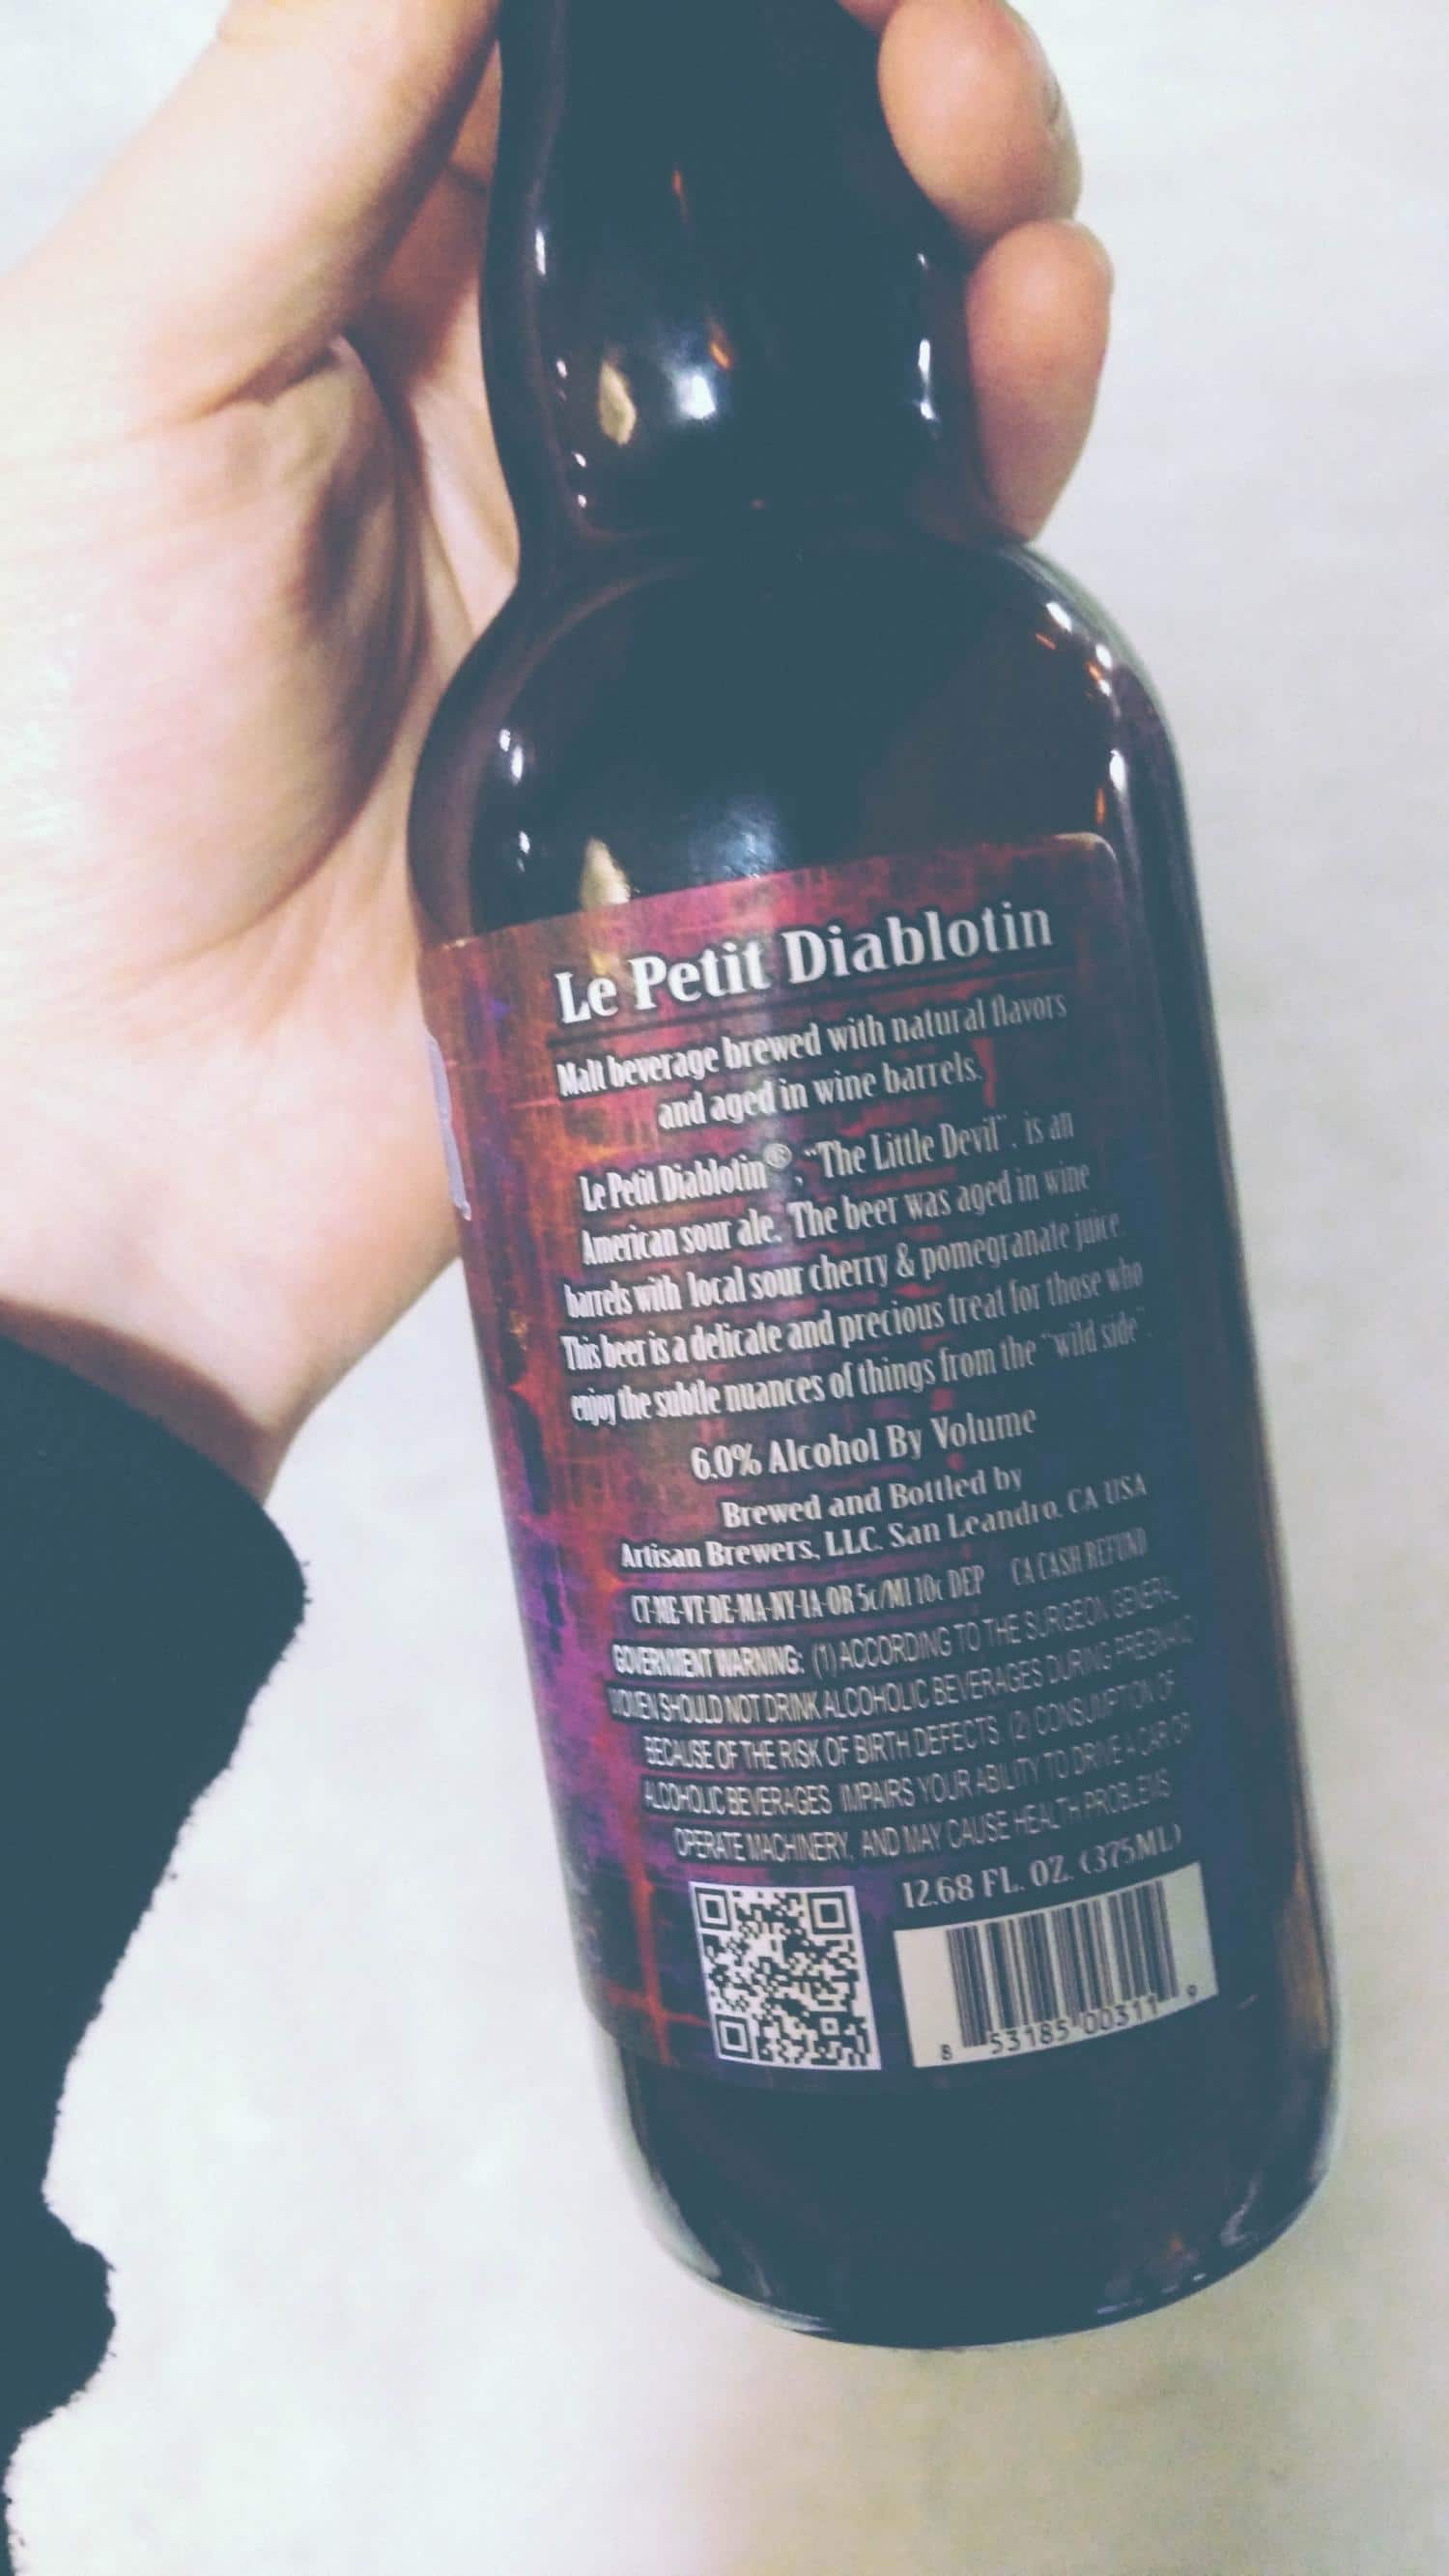 Le Petit Diablotin
Malt beverage brewed with natural flavors
and aged in wine barrels.
Le Petit Diablotin®, "The Little Devil", is an
American sour ale. The beer was aged in wine
barrels with local sour cherry & pomegranate juice.
This beer is a delicate and precious treat for those who
enjoy the subtle nuances of things from the "wild side".
6.0% Alcohol By Volume
Brewed and Bottled by
Artisan Brewers, LLC. San Leandro, CA USA
CT-ME-VT-DE-MA-NY-IA-OR 5¢/MI 10¢ DEP CA CASH REFUND
GOVERNMENT WARNING: (1) ACCORDING TO THE SURGEON GENERAL
WOMEN SHOULD NOT DRINK ALCOHOLIC BEVERAGES DURING PREGNANCY
BECAUSE OF THE RISK OF BIRTH DEFECTS (2) CONSUMPTION OF
ALCOHOLIC BEVERAGES IMPAIRS YOUR ABILITY TO DRIVE A CAR OR
OPERATE MACHINERY, AND MAY CAUSE HEALTH PROBLEMS
12.68 FL. OZ. (375ML)
8 53185 00311 9